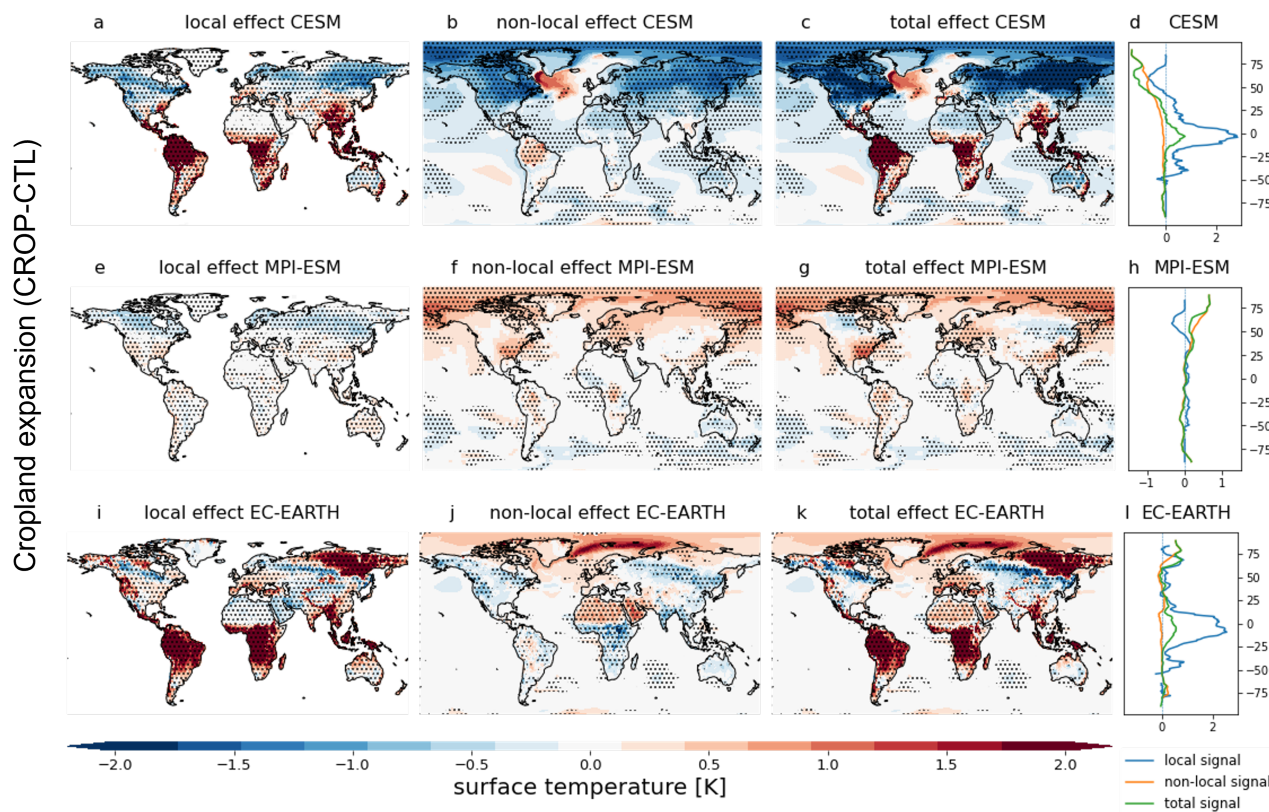 Cropland expansion (CROP-CTL)
a local effect CESM
b non-local effect CESM
c total effect CESM
d CESM
75
50
25
0
−25
−50
−75
0 2
e local effect MPI-ESM
f non-local effect MPI-ESM
g total effect MPI-ESM
h MPI-ESM
75
50
25
0
−25
−50
−75
−1 0 1
i local effect EC-EARTH
j non-local effect EC-EARTH
k total effect EC-EARTH
l EC-EARTH
75
50
25
0
−25
−50
−75
0 2
−2.0 −1.5 −1.0 −0.5 0.0 0.5 1.0 1.5 2.0
surface temperature [K]
local signal
non-local signal
total signal